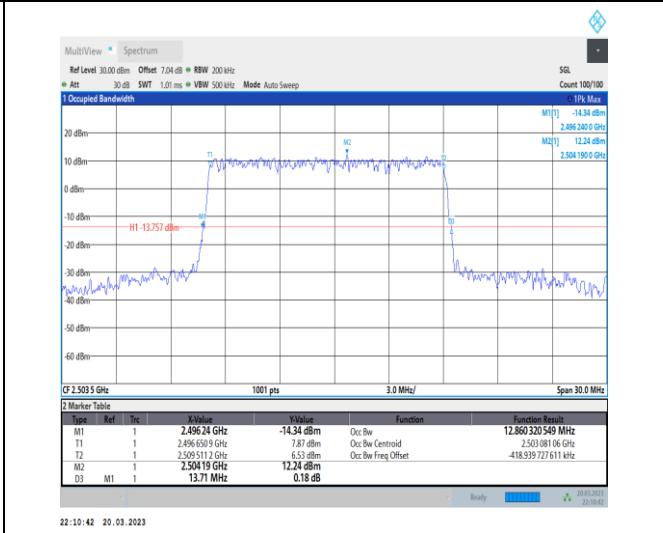 MultiView Spectrum
Ref Level 30.00 dBm Offset 7.04 dB RBW 200 kHz SGL
Att 30 dB SWT 1.01 ms VBW 500 kHz Mode Auto Sweep Count 100/100
1 Occupied Bandwidth 1Pk Max
M1[1] -14.34 dBm
2.496 240 0 GHz
M2[1] 12.24 dBm
2.504 190 0 GHz
20 dBm
M2
T1
T2
10 dBm
0 dBm
-10 dBm
M1
D3
H1 -13.757 dBm
-20 dBm
-30 dBm
-40 dBm
-50 dBm
-60 dBm
CF 2.503 5 GHz 1001 pts 3.0 MHz/ Span 30.0 MHz
2 Marker Table
Type Ref Trc X-Value Y-Value Function Function Result
M1 1 2.496 24 GHz -14.34 dBm Occ Bw 12.860 320 549 MHz
T1 1 2.496 650 9 GHz 7.87 dBm Occ Bw Centroid 2.503 081 06 GHz
T2 1 2.509 511 2 GHz 6.53 dBm Occ Bw Freq Offset -418.939 727 611 kHz
M2 1 2.504 19 GHz 12.24 dBm
D3 M1 1 13.71 MHz 0.18 dB
Ready 20.03.2023
22:10:42
22:10:42 20.03.2023